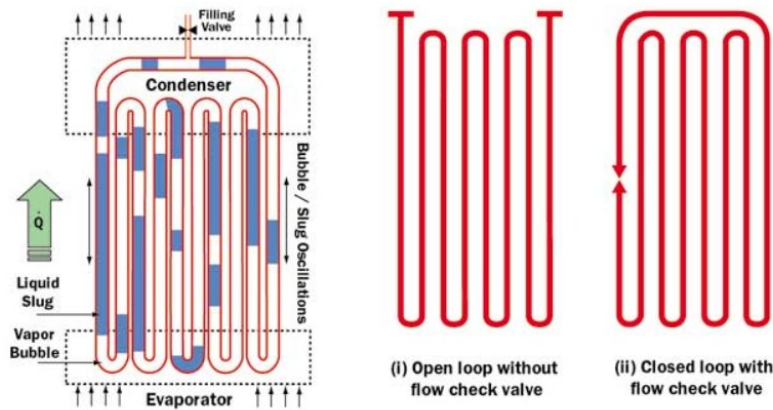 Filling
Valve
Condenser
Bubble / Slug Oscillations
Q̇
Liquid
Slug
Vapor
Bubble
Evaporator
(i) Open loop without
flow check valve
(ii) Closed loop with
flow check valve